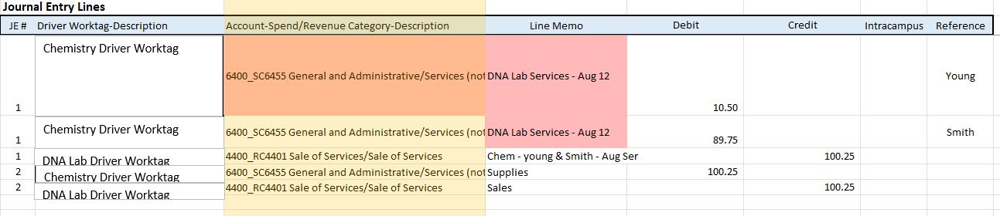 Journal Entry Lines
JE # Driver Worktag-Description Account-Spend/Revenue Category-Description Line Memo Debit Credit Intracampus Reference
1 Chemistry Driver Worktag 6400_SC6455 General and Administrative/Services (not DNA Lab Services - Aug 12 10.50 Young
1 Chemistry Driver Worktag 6400_SC6455 General and Administrative/Services (not DNA Lab Services - Aug 12 89.75 Smith
1 DNA Lab Driver Worktag 4400_RC4401 Sale of Services/Sale of Services Chem - young & Smith - Aug Ser 100.25
2 Chemistry Driver Worktag 6400_SC6455 General and Administrative/Services (not Supplies 100.25
2 DNA Lab Driver Worktag 4400_RC4401 Sale of Services/Sale of Services Sales 100.25